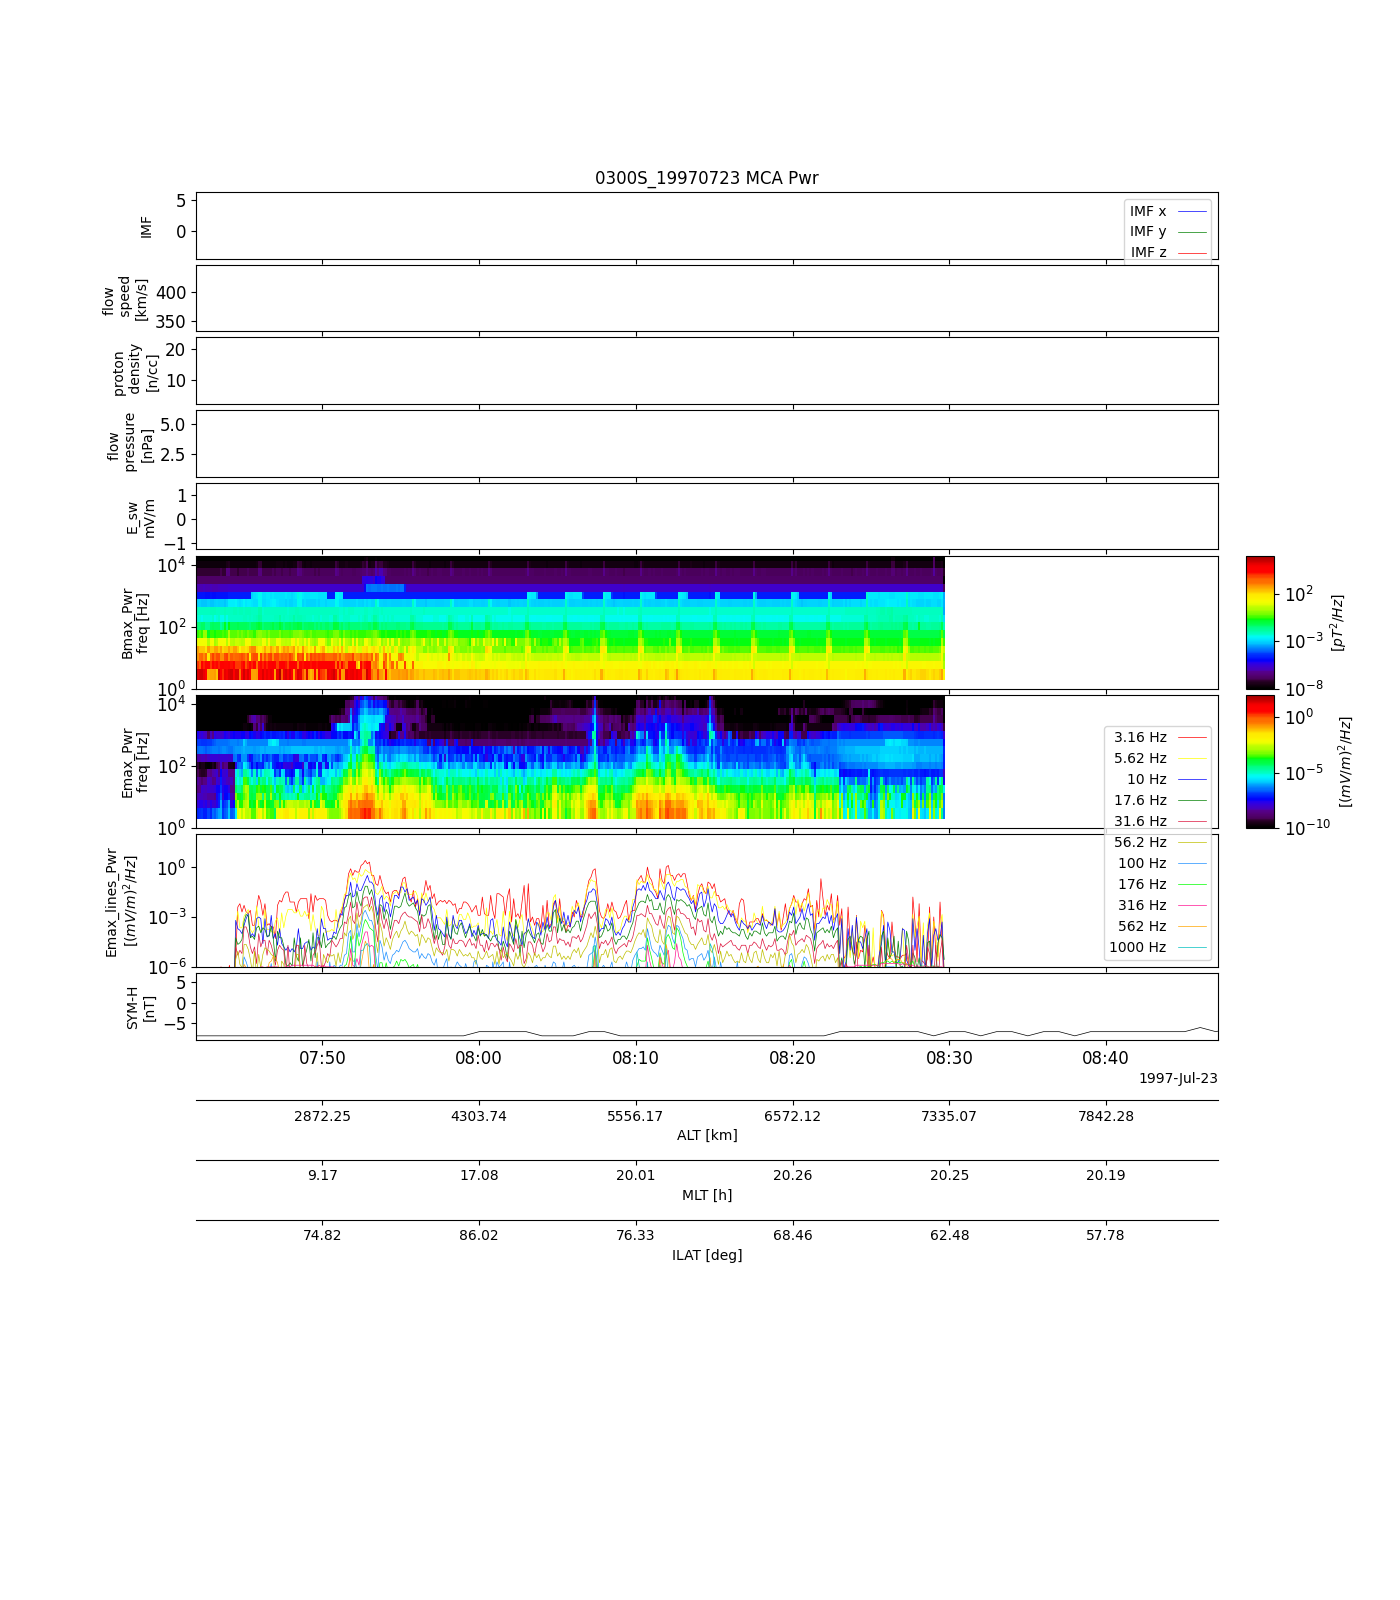 0300S_19970723 MCA Pwr
5
0
IMF
IMF x
IMF y
IMF z
400
350
flow
speed
[km/s]
20
10
proton
density
[n/cc]
5.0
2.5
flow
pressure
[nPa]
1
0
−1
E_sw
mV/m
10^4
10^2
10^0
Bmax_Pwr
freq [Hz]
10^2
10^-3
10^-8
[pT^2/Hz]
10^4
10^2
10^0
Emax_Pwr
freq [Hz]
10^0
10^-5
10^-10
[(mV/m)^2/Hz]
3.16 Hz
5.62 Hz
10 Hz
17.6 Hz
31.6 Hz
56.2 Hz
100 Hz
176 Hz
316 Hz
562 Hz
1000 Hz
10^0
10^-3
10^-6
Emax_lines_Pwr
[(mV/m)^2/Hz]
5
0
−5
SYM-H
[nT]
07:50 08:00 08:10 08:20 08:30 08:40
1997-Jul-23
2872.25 4303.74 5556.17 6572.12 7335.07 7842.28
ALT [km]
9.17 17.08 20.01 20.26 20.25 20.19
MLT [h]
74.82 86.02 76.33 68.46 62.48 57.78
ILAT [deg]